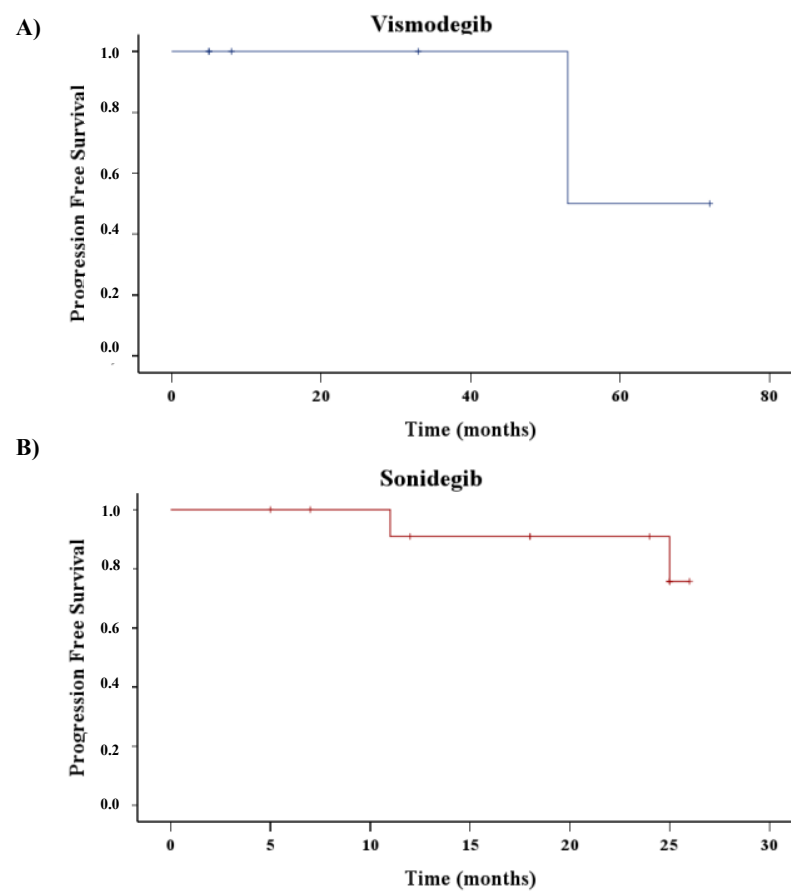 A)
Vismodegib
Progression Free Survival
1.0
0.8
0.6
0.4
0.2
0.0
0 20 40 60 80
Time (months)
B)
Sonidegib
Progression Free Survival
1.0
0.8
0.6
0.4
0.2
0.0
0 5 10 15 20 25 30
Time (months)